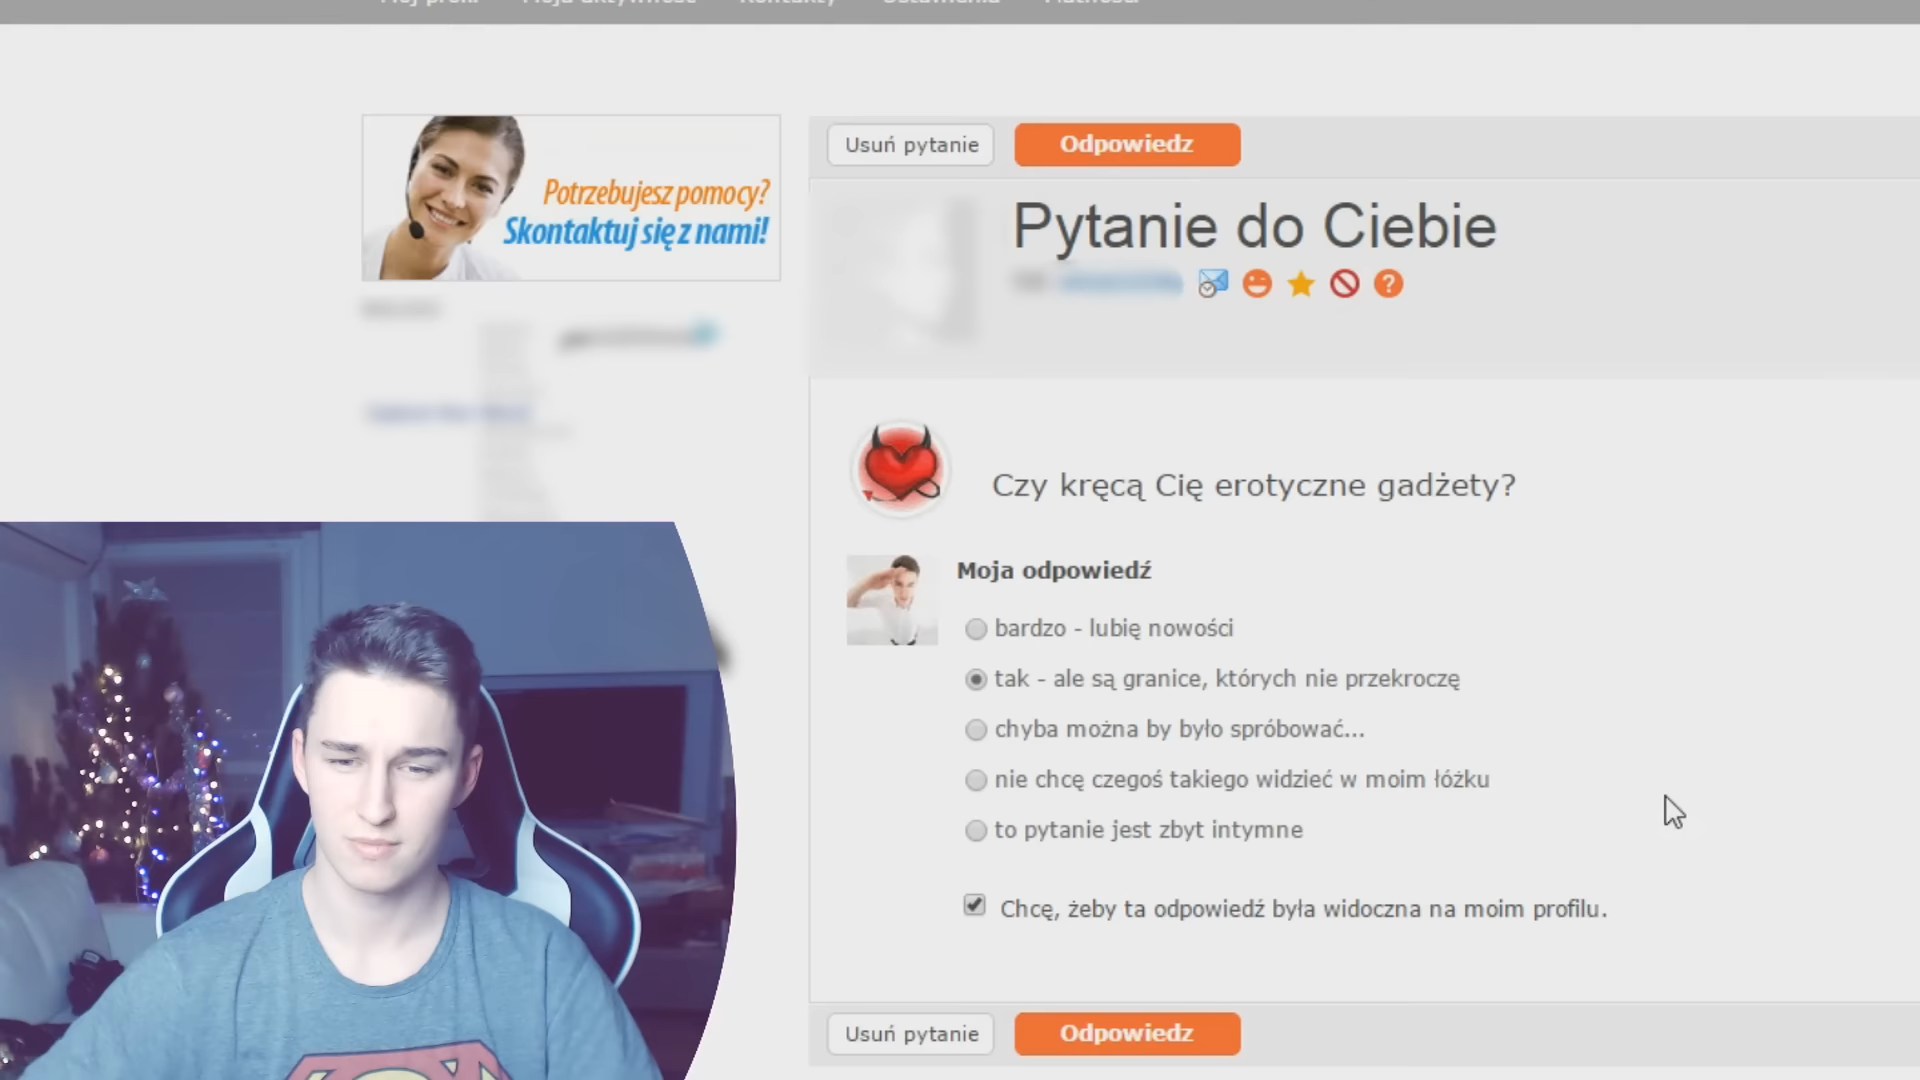 Potrzebujesz pomocy?
Skontaktuj się z nami!
Usuń pytanie
Odpowiedz
Pytanie do Ciebie
Czy kręcą Cię erotyczne gadżety?
Moja odpowiedź
bardzo - lubię nowości
tak - ale są granice, których nie przekroczę
chyba można by było spróbować...
nie chcę czegoś takiego widzieć w moim łóżku
to pytanie jest zbyt intymne
Chcę, żeby ta odpowiedź była widoczna na moim profilu.
Usuń pytanie
Odpowiedz